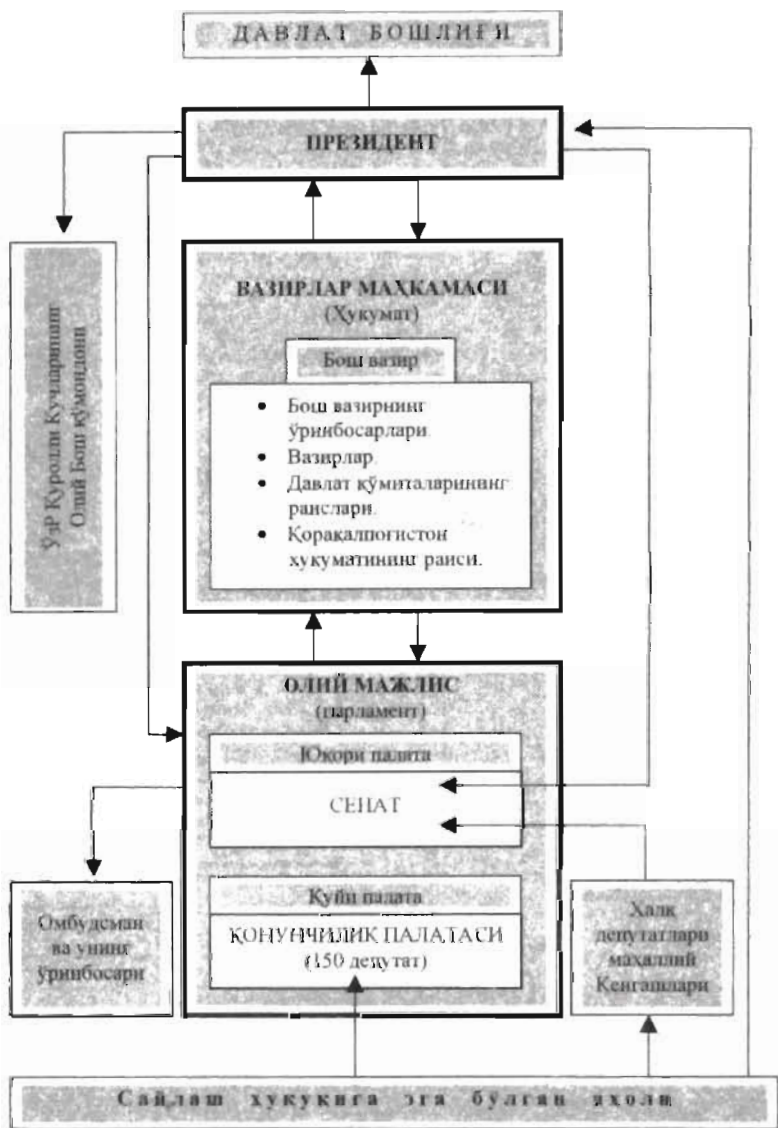 ДАВЛАТ БОШЛИҒИ
ПРЕЗИДЕНТ
ЎзР Қуролли Кучларининг
Олий Бош қўмондони
ВАЗИРЛАР МАҲКАМАСИ
(Ҳукумат)
Бош вазир
• Бош вазирнинг
ўринбосарлари.
• Вазирлар.
• Давлат қўмиталарининг
раислари.
• Қорақалпоғистон
ҳукуматининг раиси.
ОЛИЙ МАЖЛИС
(парламент)
Юқори палата
СЕНАТ
Қуйи палата
ҚОНУНЧИЛИК ПАЛАТАСИ
(150 депутат)
Омбудсман
ва унинг
ўринбосари
Халқ
депутатлари
маҳаллий
Кенгашлари
Сайлаш ҳуқуқига эга бўлган аҳоли